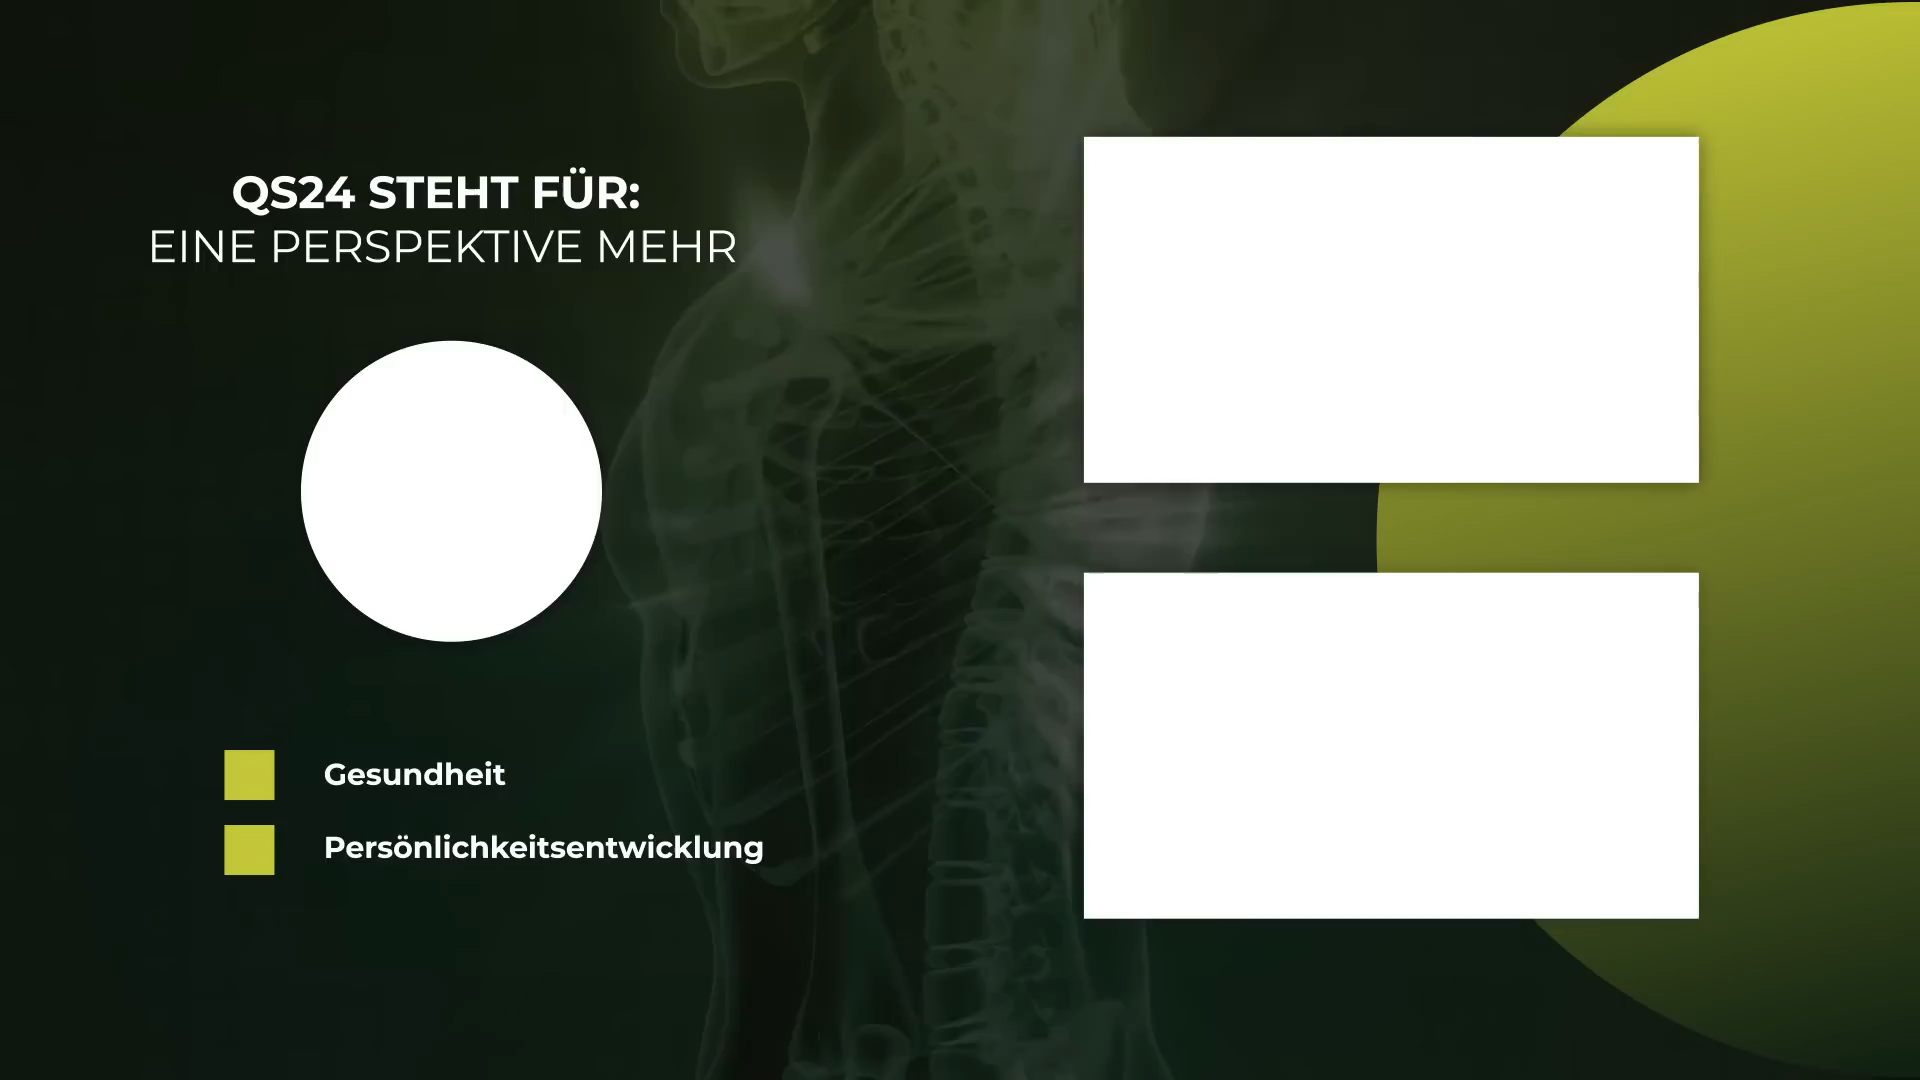 QS24 STEHT FÜR:
EINE PERSPEKTIVE MEHR
Gesundheit
Persönlichkeitsentwicklung